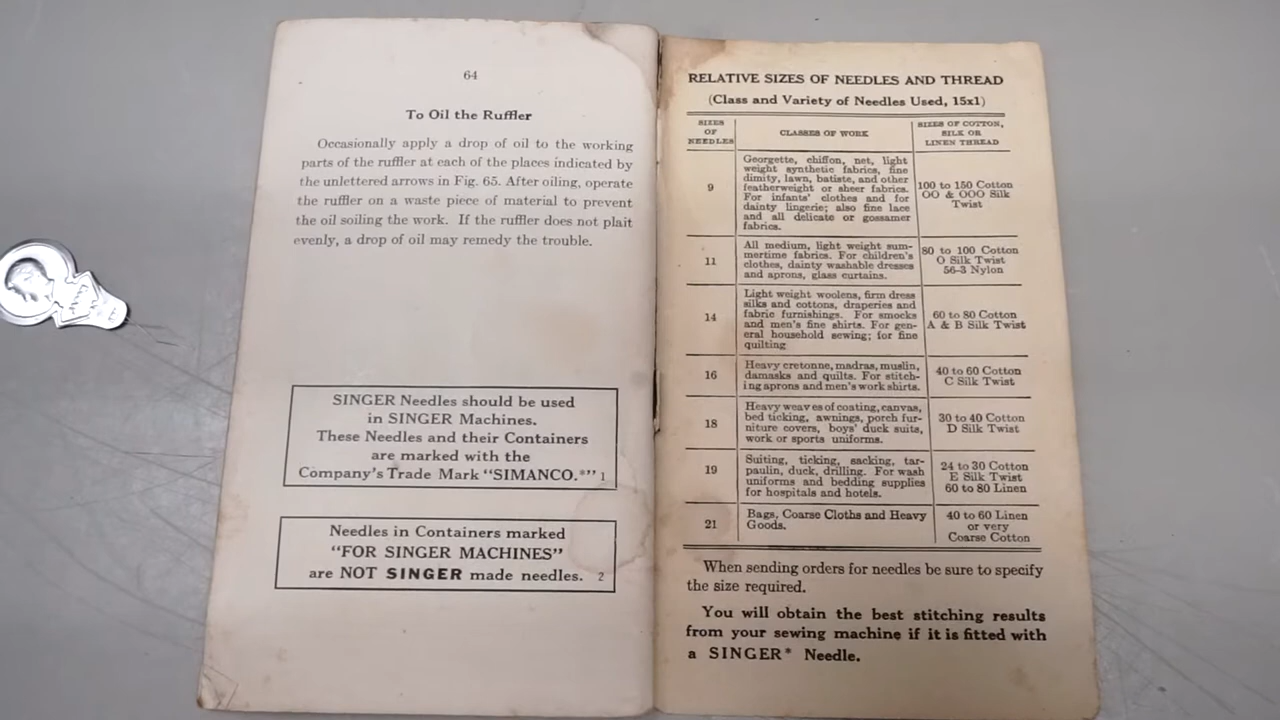 64
To Oil the Ruffler
Occasionally apply a drop of oil to the working
parts of the ruffler at each of the places indicated by
the unlettered arrows in Fig. 65. After oiling, operate
the ruffler on a waste piece of material to prevent
the oil soiling the work. If the ruffler does not plait
evenly, a drop of oil may remedy the trouble.
SINGER Needles should be used
in SINGER Machines.
These Needles and their Containers
are marked with the
Company's Trade Mark "SIMANCO.*" 1
Needles in Containers marked
"FOR SINGER MACHINES"
are NOT SINGER made needles. 2
RELATIVE SIZES OF NEEDLES AND THREAD
(Class and Variety of Needles Used, 15x1)
SIZES
OF
NEEDLES
CLASSES OF WORK
SIZES OF COTTON,
SILK OR
LINEN THREAD
9
Georgette, chiffon, net, light
weight synthetic fabrics, fine
dimity, lawn, batiste, and other
featherweight or sheer fabrics.
For infants' clothes and for
dainty lingerie; also fine lace
and all delicate or gossamer
fabrics.
100 to 150 Cotton
OO & OOO Silk
Twist
11
All medium, light weight sum-
mertime fabrics. For children's
clothes, dainty washable dresses
and aprons, glass curtains.
80 to 100 Cotton
O Silk Twist
56-3 Nylon
14
Light weight woolens, firm dress
silks and cottons, draperies and
fabric furnishings. For smocks
and men's fine shirts. For gen-
eral household sewing; for fine
quilting
60 to 80 Cotton
A & B Silk Twist
16
Heavy cretonne, madras, muslin,
damasks and quilts. For stitch-
ing aprons and men's work shirts.
40 to 60 Cotton
C Silk Twist
18
Heavy weaves of coating, canvas,
bed ticking, awnings, porch fur-
niture covers, boys' duck suits,
work or sports uniforms.
30 to 40 Cotton
D Silk Twist
19
Suiting, ticking, sacking, tar-
paulin, duck, drilling. For wash
uniforms and bedding supplies
for hospitals and hotels.
24 to 30 Cotton
E Silk Twist
60 to 80 Linen
21
Bags, Coarse Cloths and Heavy
Goods.
40 to 60 Linen
or very
Coarse Cotton
When sending orders for needles be sure to specify
the size required.
You will obtain the best stitching results
from your sewing machine if it is fitted with
a SINGER* Needle.